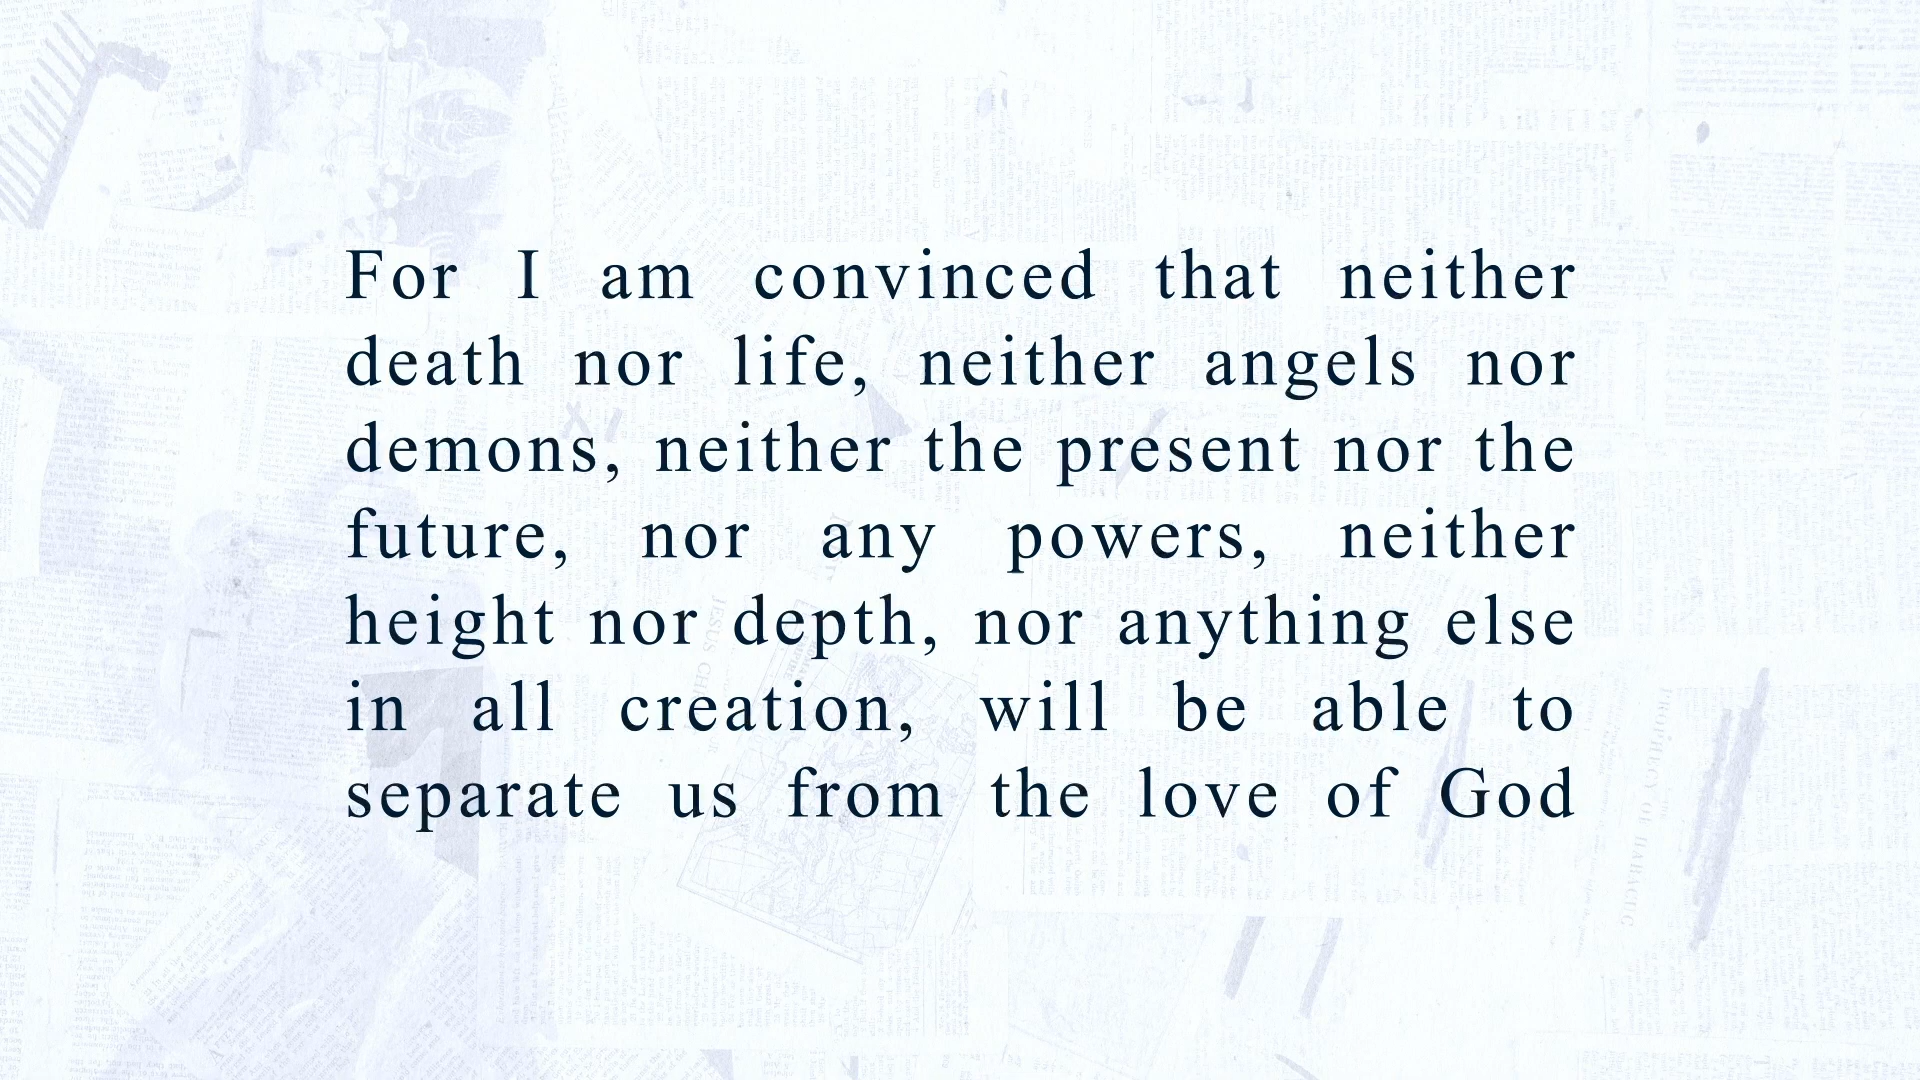 For I am convinced that neither
death nor life, neither angels nor
demons, neither the present nor the
future, nor any powers, neither
height nor depth, nor anything else
in all creation, will be able to
separate us from the love of God